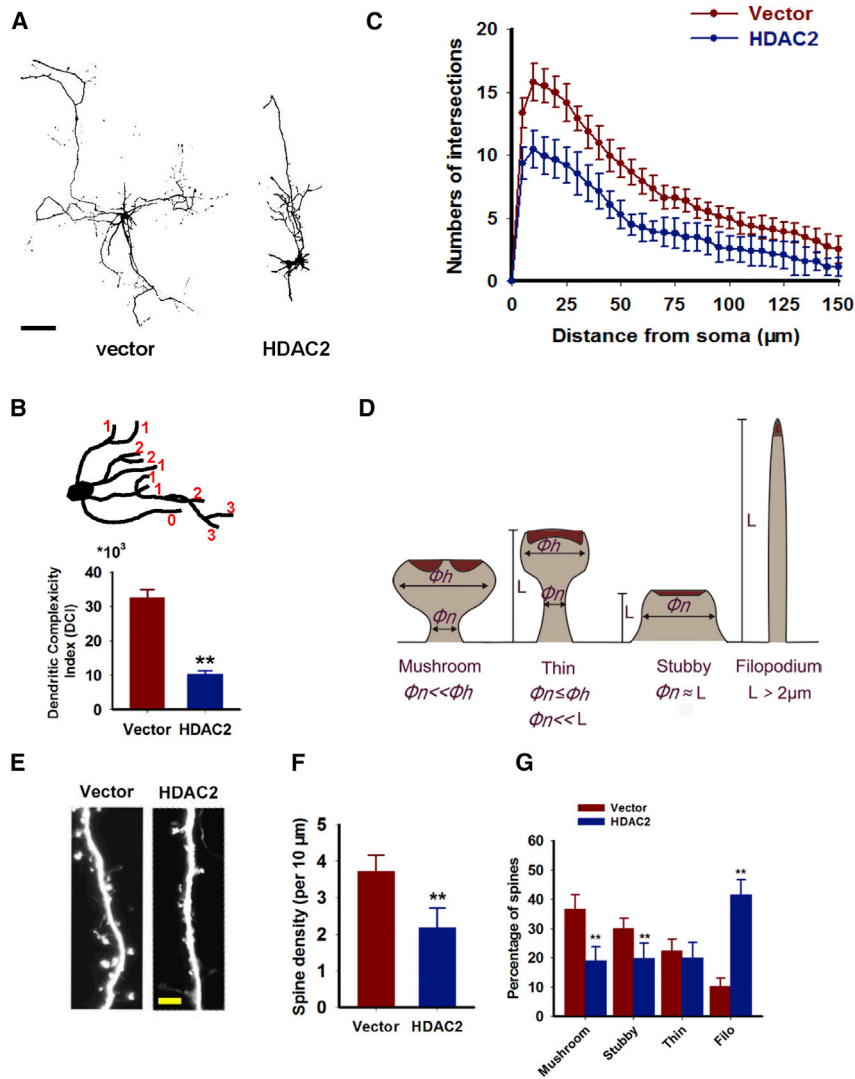 A
vector
HDAC2
C
Vector
HDAC2
Numbers of intersections
20
15
10
5
0
0 25 50 75 100 125 150
Distance from soma (µm)
B
1 1
2
2
1
1
1
2
3
0
3
*10³
Dendritic Complexicity
Index (DCI)
40
30
20
10
0
**
Vector HDAC2
D
Φh
Φn
L
Φh
Φn
L
Φn
L
Mushroom
Φn<<Φh
Thin
Φn≤Φh
Φn<<L
Stubby
Φn≈L
Filopodium
L > 2µm
E
Vector HDAC2
F
Spine density (per 10 µm)
5
4
3
2
1
0
**
Vector HDAC2
G
Vector
HDAC2
Percentage of spines
60
50
40
30
20
10
0
**
**
**
Mushroom
Stubby
Thin
Filo